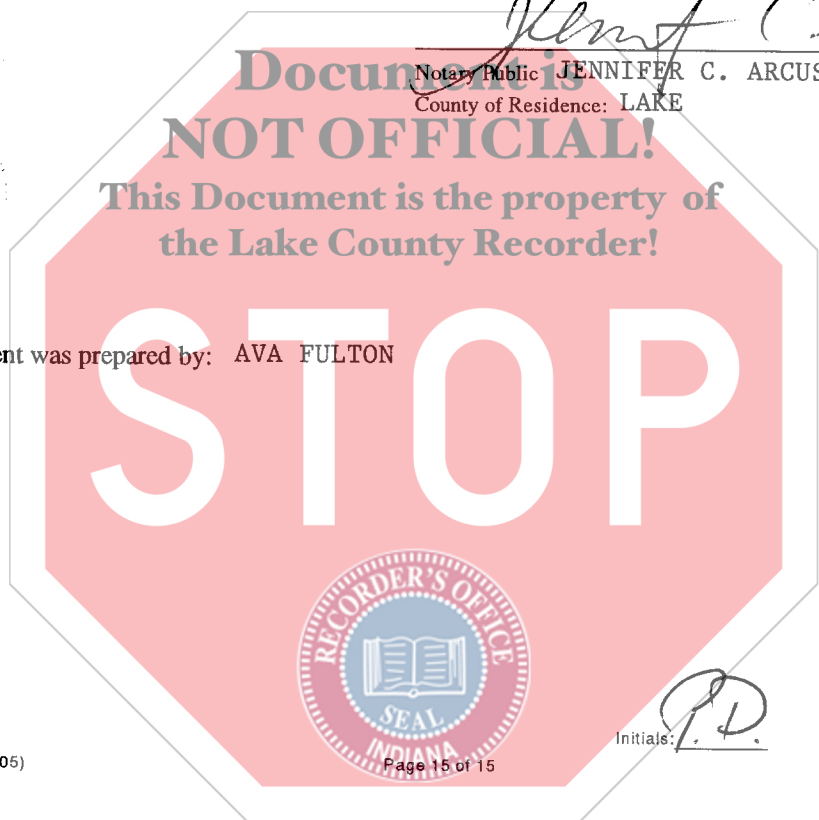 Document is
Notary Public JENNIFER C. ARCUS
County of Residence: LAKE
NOT OFFICIAL!
This Document is the property of
the Lake County Recorder!
ent was prepared by: AVA FULTON
STOP
RECORDER'S OFFICE
SEAL
INDIANA
Initials: P.D.
05)
Page 15 of 15